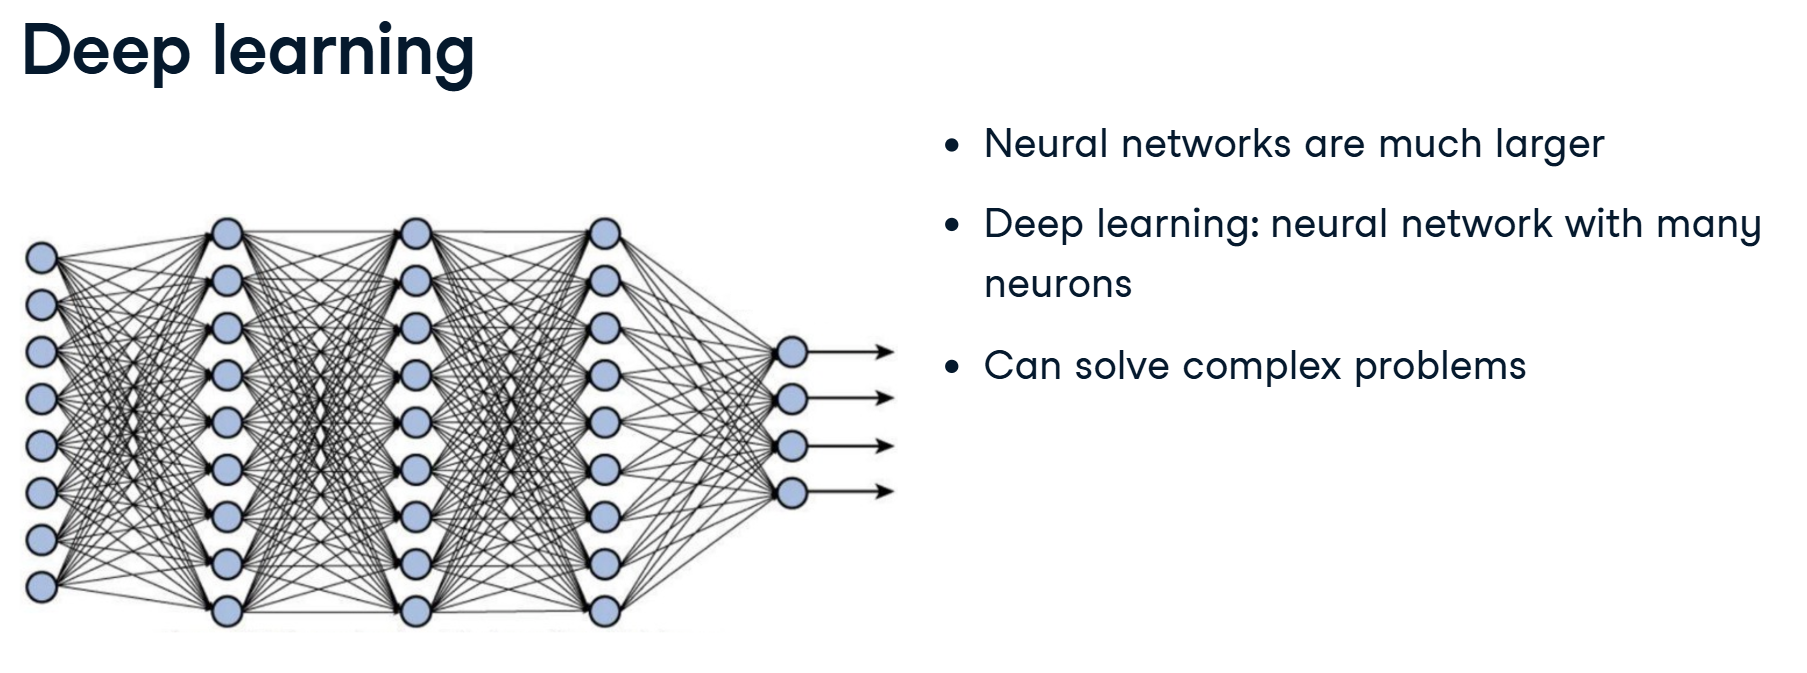 Deep learning
• Neural networks are much larger
• Deep learning: neural network with many
neurons
• Can solve complex problems